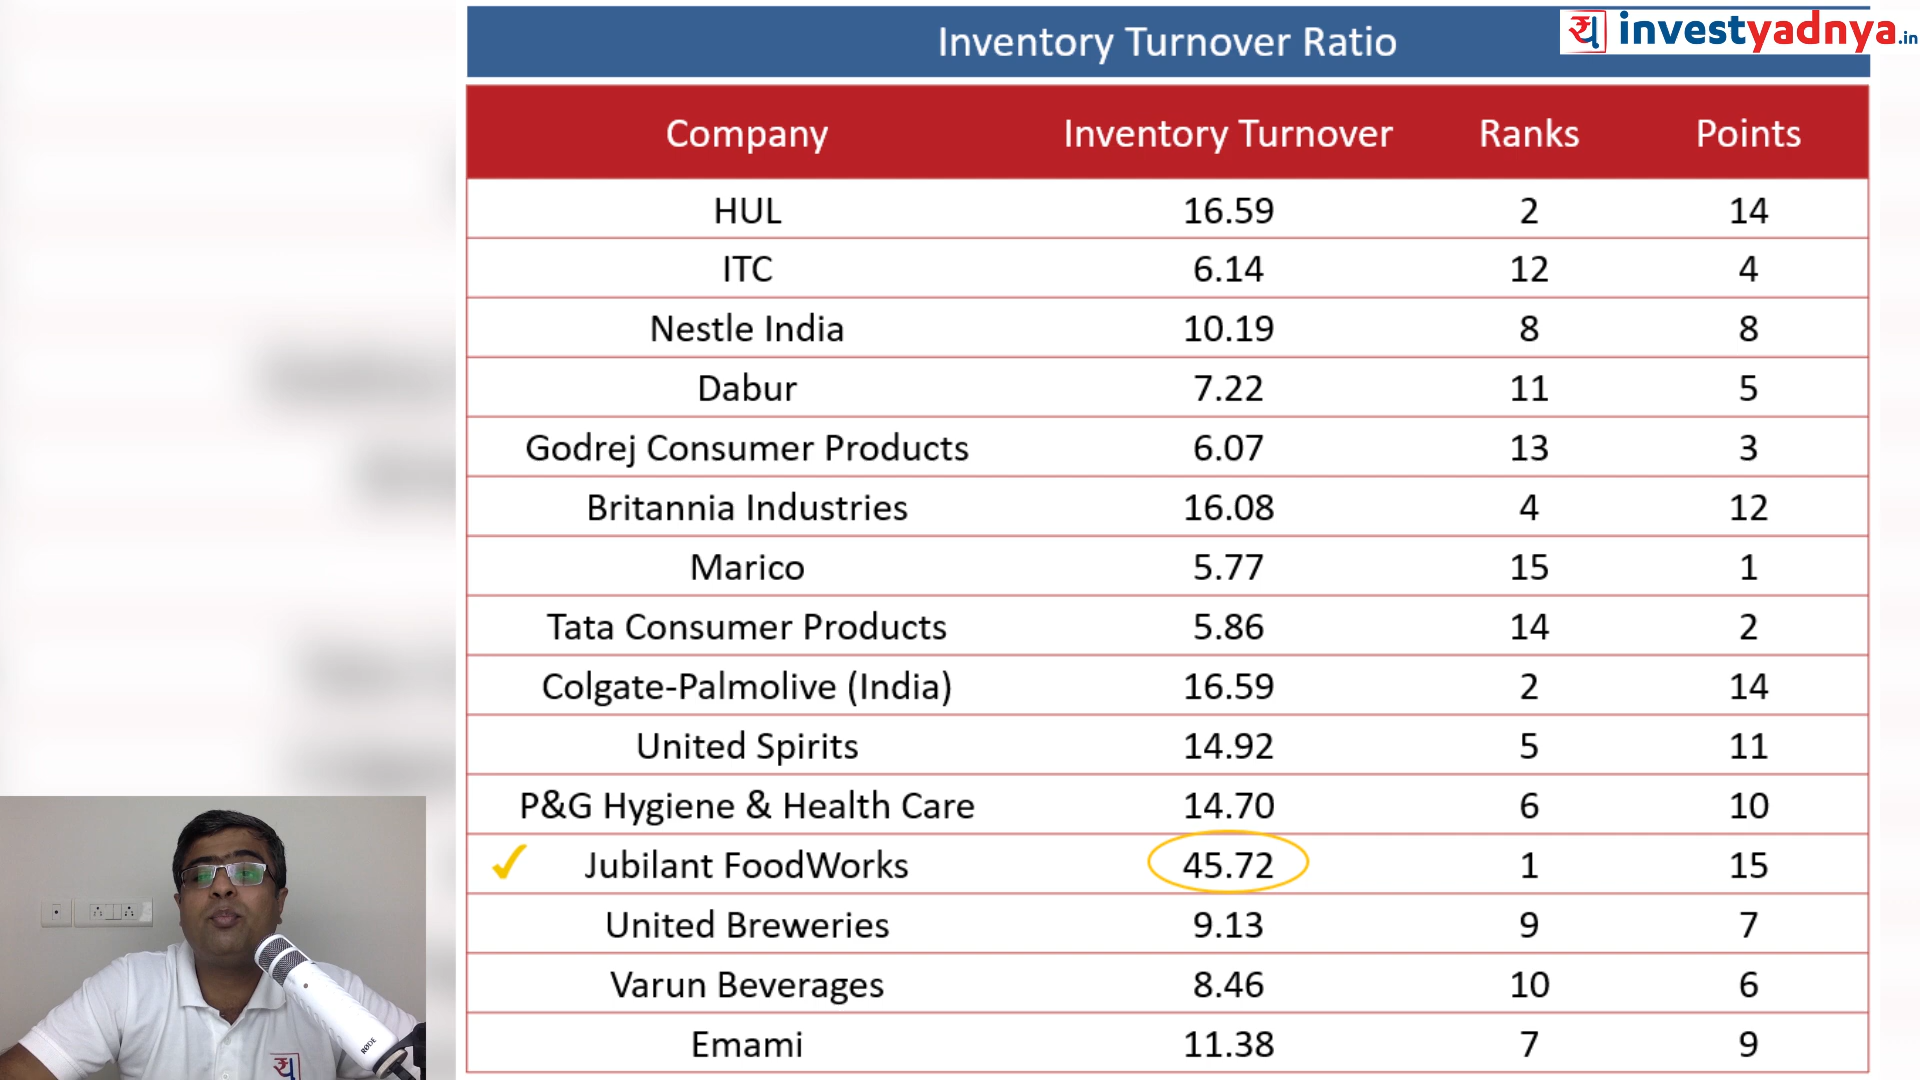 Inventory Turnover Ratio
investyadnya.in
Company Inventory Turnover Ranks Points
HUL 16.59 2 14
ITC 6.14 12 4
Nestle India 10.19 8 8
Dabur 7.22 11 5
Godrej Consumer Products 6.07 13 3
Britannia Industries 16.08 4 12
Marico 5.77 15 1
Tata Consumer Products 5.86 14 2
Colgate-Palmolive (India) 16.59 2 14
United Spirits 14.92 5 11
P&G Hygiene & Health Care 14.70 6 10
Jubilant FoodWorks 45.72 1 15
United Breweries 9.13 9 7
Varun Beverages 8.46 10 6
Emami 11.38 7 9
RØDE